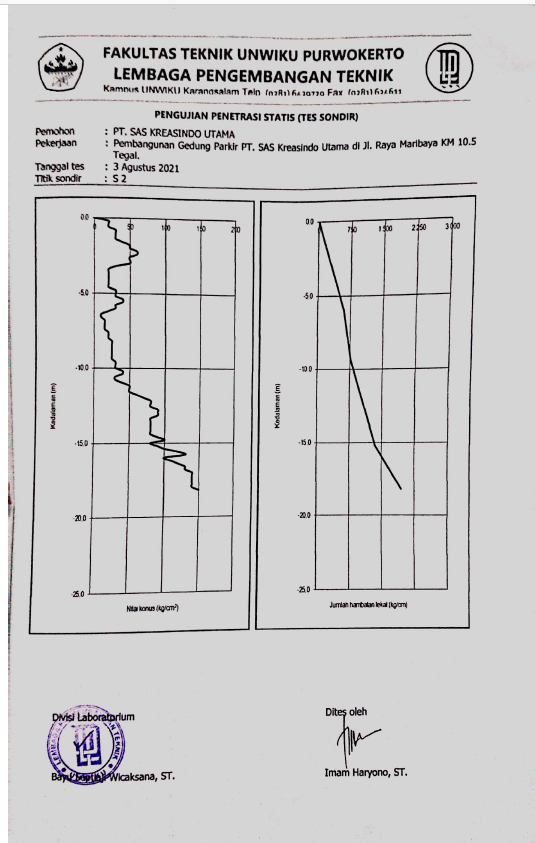 FAKULTAS TEKNIK UNWIKU PURWOKERTO
LEMBAGA PENGEMBANGAN TEKNIK
Kampus UNWIKU Karangsalam Telp. Fax.
PENGUJIAN PENETRASI STATIS (TES SONDIR)
Pemohon : PT. SAS KREASINDO UTAMA
Pekerjaan : Pembangunan Gedung Parkir PT. SAS Kreasindo Utama di Jl. Raya Maribaya KM 10.5
Tegal.
Tanggal tes : 3 Agustus 2021
Titik sondir : S 2
0.0 0 50 100 150 200
-5.0
-10.0
-15.0
-20.0
-25.0
Kedalaman (m)
Nilai konus (kg/cm²)
0.0 0 750 1500 2250 3000
-5.0
-10.0
-15.0
-20.0
-25.0
Kedalaman (m)
Jumlah hambatan lekat (kg/cm)
Divisi Laboratorium
Wicaksana, ST.
Dites oleh
Imam Haryono, ST.